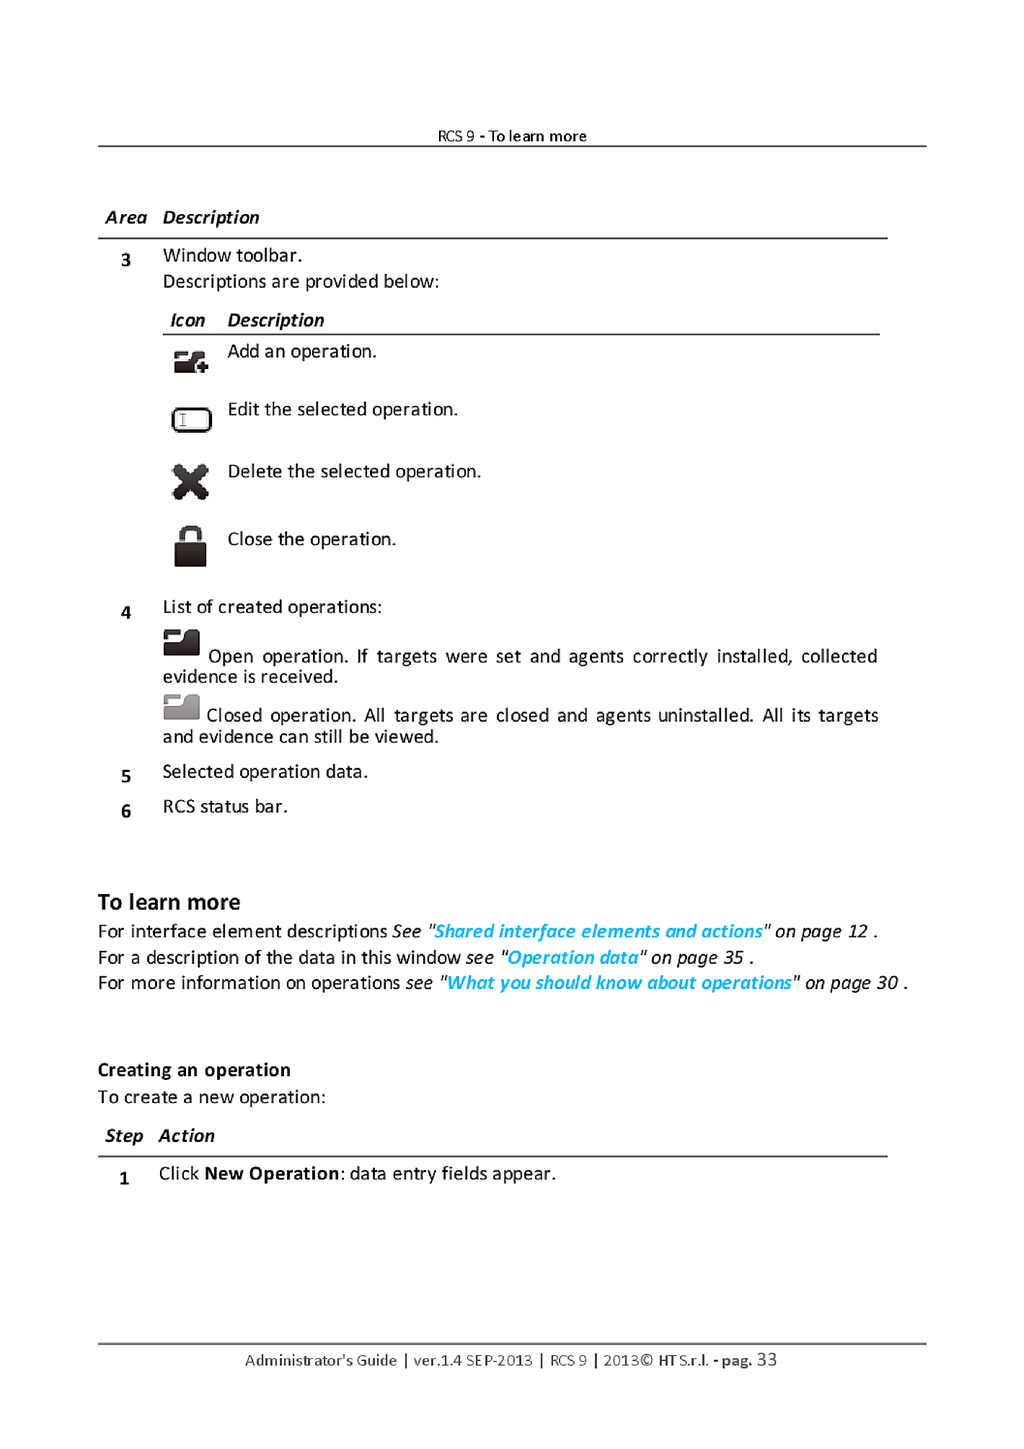 RCS 9 - To learn more
Area Description
3 Window toolbar.
Descriptions are provided below:
Icon Description
Add an operation.
Edit the selected operation.
Delete the selected operation.
Close the operation.
4 List of created operations:
Open operation. If targets were set and agents correctly installed, collected
evidence is received.
Closed operation. All targets are closed and agents uninstalled. All its targets
and evidence can still be viewed.
5 Selected operation data.
6 RCS status bar.
To learn more
For interface element descriptions See "Shared interface elements and actions" on page 12 .
For a description of the data in this window see "Operation data" on page 35 .
For more information on operations see "What you should know about operations" on page 30 .
Creating an operation
To create a new operation:
Step Action
1 Click New Operation: data entry fields appear.
Administrator's Guide | ver.1.4 SEP-2013 | RCS 9 | 2013© HT S.r.l. - pag. 33